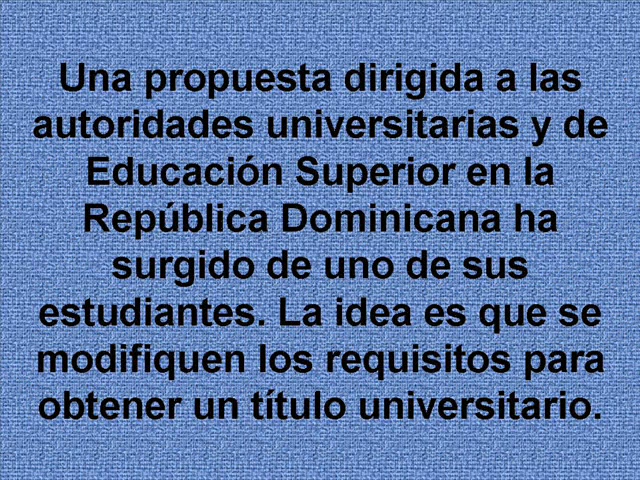 Una propuesta dirigida a las
autoridades universitarias y de
Educación Superior en la
República Dominicana ha
surgido de uno de sus
estudiantes. La idea es que se
modifiquen los requisitos para
obtener un título universitario.